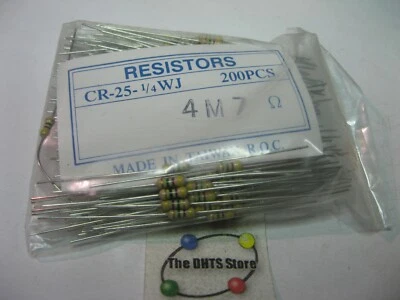 RESISTORS
CR-25-1/4WJ 200PCS
4M7 Ω
MADE IN TAIWAN R.O.C.
The DHTS Store